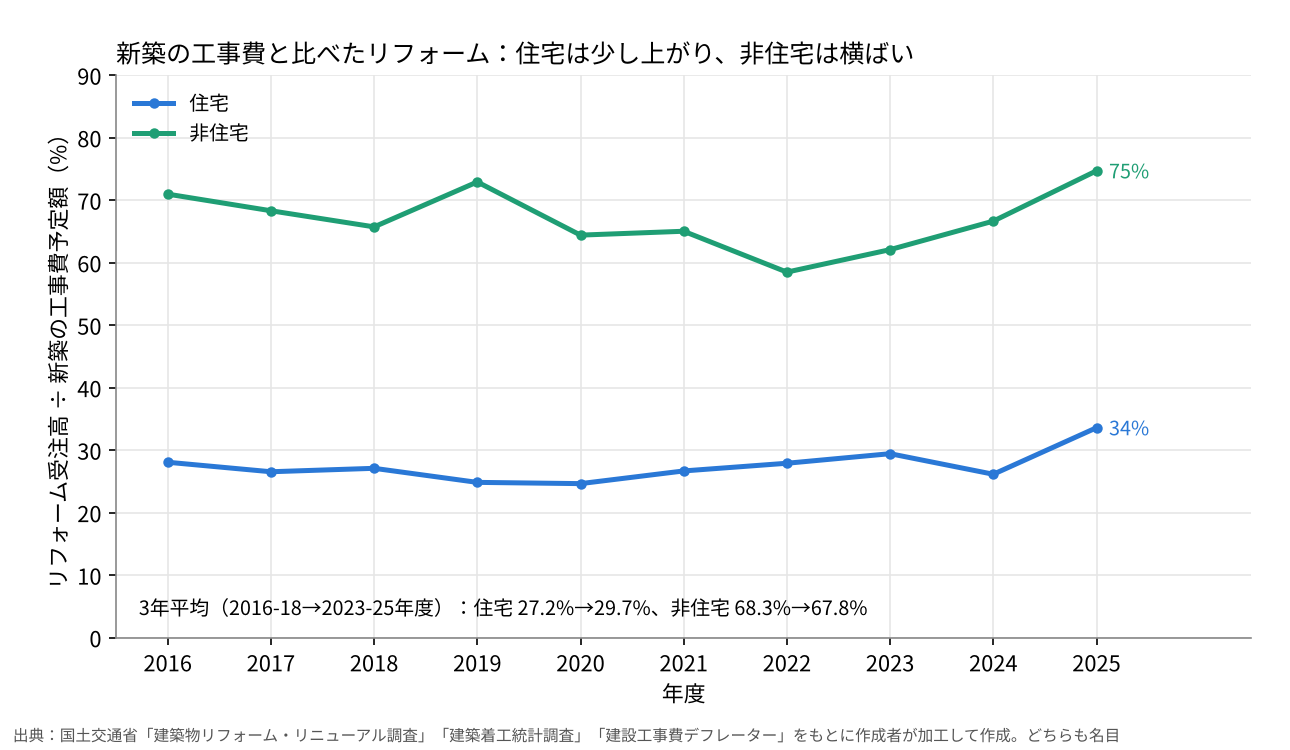 新築の工事費と比べたリフォーム：住宅は少し上がり、非住宅は横ばい
リフォーム受注高 ÷ 新築の工事費予定額（%）
90
80
70
60
50
40
30
20
10
0
住宅
非住宅
75%
34%
3年平均（2016-18→2023-25年度）：住宅 27.2%→29.7%、非住宅 68.3%→67.8%
2016 2017 2018 2019 2020 2021 2022 2023 2024 2025
年度
出典：国土交通省「建築物リフォーム・リニューアル調査」「建築着工統計調査」「建設工事費デフレーター」をもとに作成者が加工して作成。どちらも名目